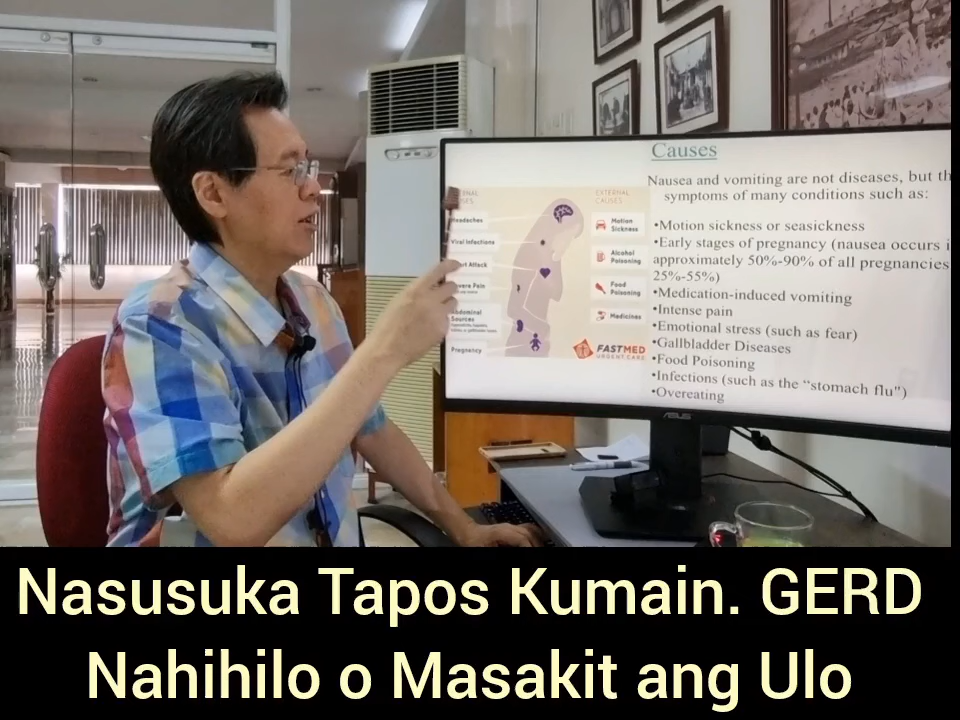 Causes
Nausea and vomiting are not diseases, but
symptoms of many conditions such as:
•Motion sickness or seasickness
•Early stages of pregnancy (nausea occurs
approximately 50%-90% of all pregnancies
25%-55%)
•Medication-induced vomiting
•Intense pain
•Emotional stress (such as fear)
•Gallbladder Diseases
•Food Poisoning
•Infections (such as the “stomach flu")
•Overeating
Headaches
Viral Infections
Attack
Pain
Abdominal
Sources
Pregnancy
EXTERNAL
CAUSES
Motion
Sickness
Alcohol
Poisoning
Food
Poisoning
Medicines
FASTMED
URGENT CARE
ASUS
Nasusuka Tapos Kumain. GERD
Nahihilo o Masakit ang Ulo